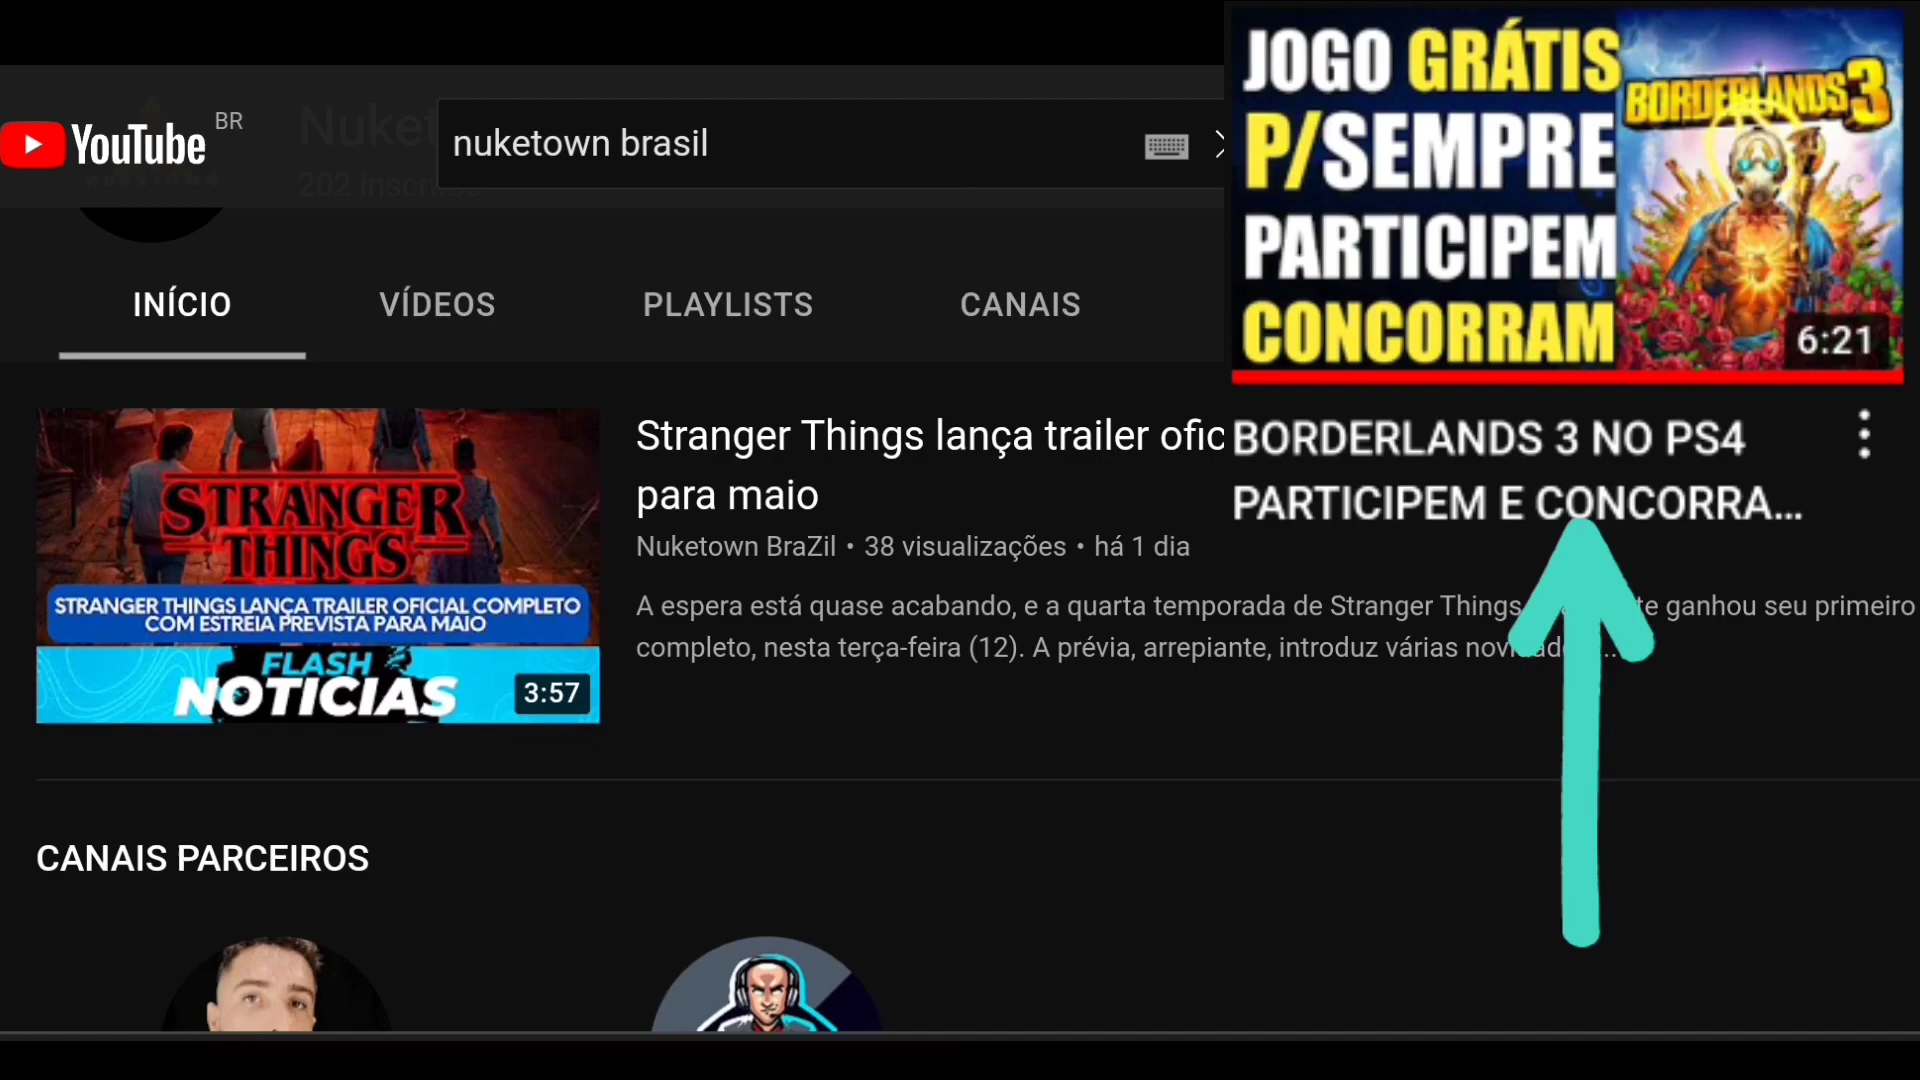 YouTube BR
Nuket
202 inscritos
nuketown brasil
INÍCIO
VÍDEOS
PLAYLISTS
CANAIS
STRANGER
THINGS
STRANGER THINGS LANÇA TRAILER OFICIAL COMPLETO
COM ESTREIA PREVISTA PARA MAIO
FLASH
NOTICIAS
3:57
Stranger Things lança trailer ofic
para maio
Nuketown BraZil • 38 visualizações • há 1 dia
A espera está quase acabando, e a quarta temporada de Stranger Things te ganhou seu primeiro
completo, nesta terça-feira (12). A prévia, arrepiante, introduz várias
JOGO GRÁTIS
P/SEMPRE
PARTICIPEM
CONCORRAM
BORDERLANDS 3
6:21
BORDERLANDS 3 NO PS4
PARTICIPEM E CONCORRA...
CANAIS PARCEIROS